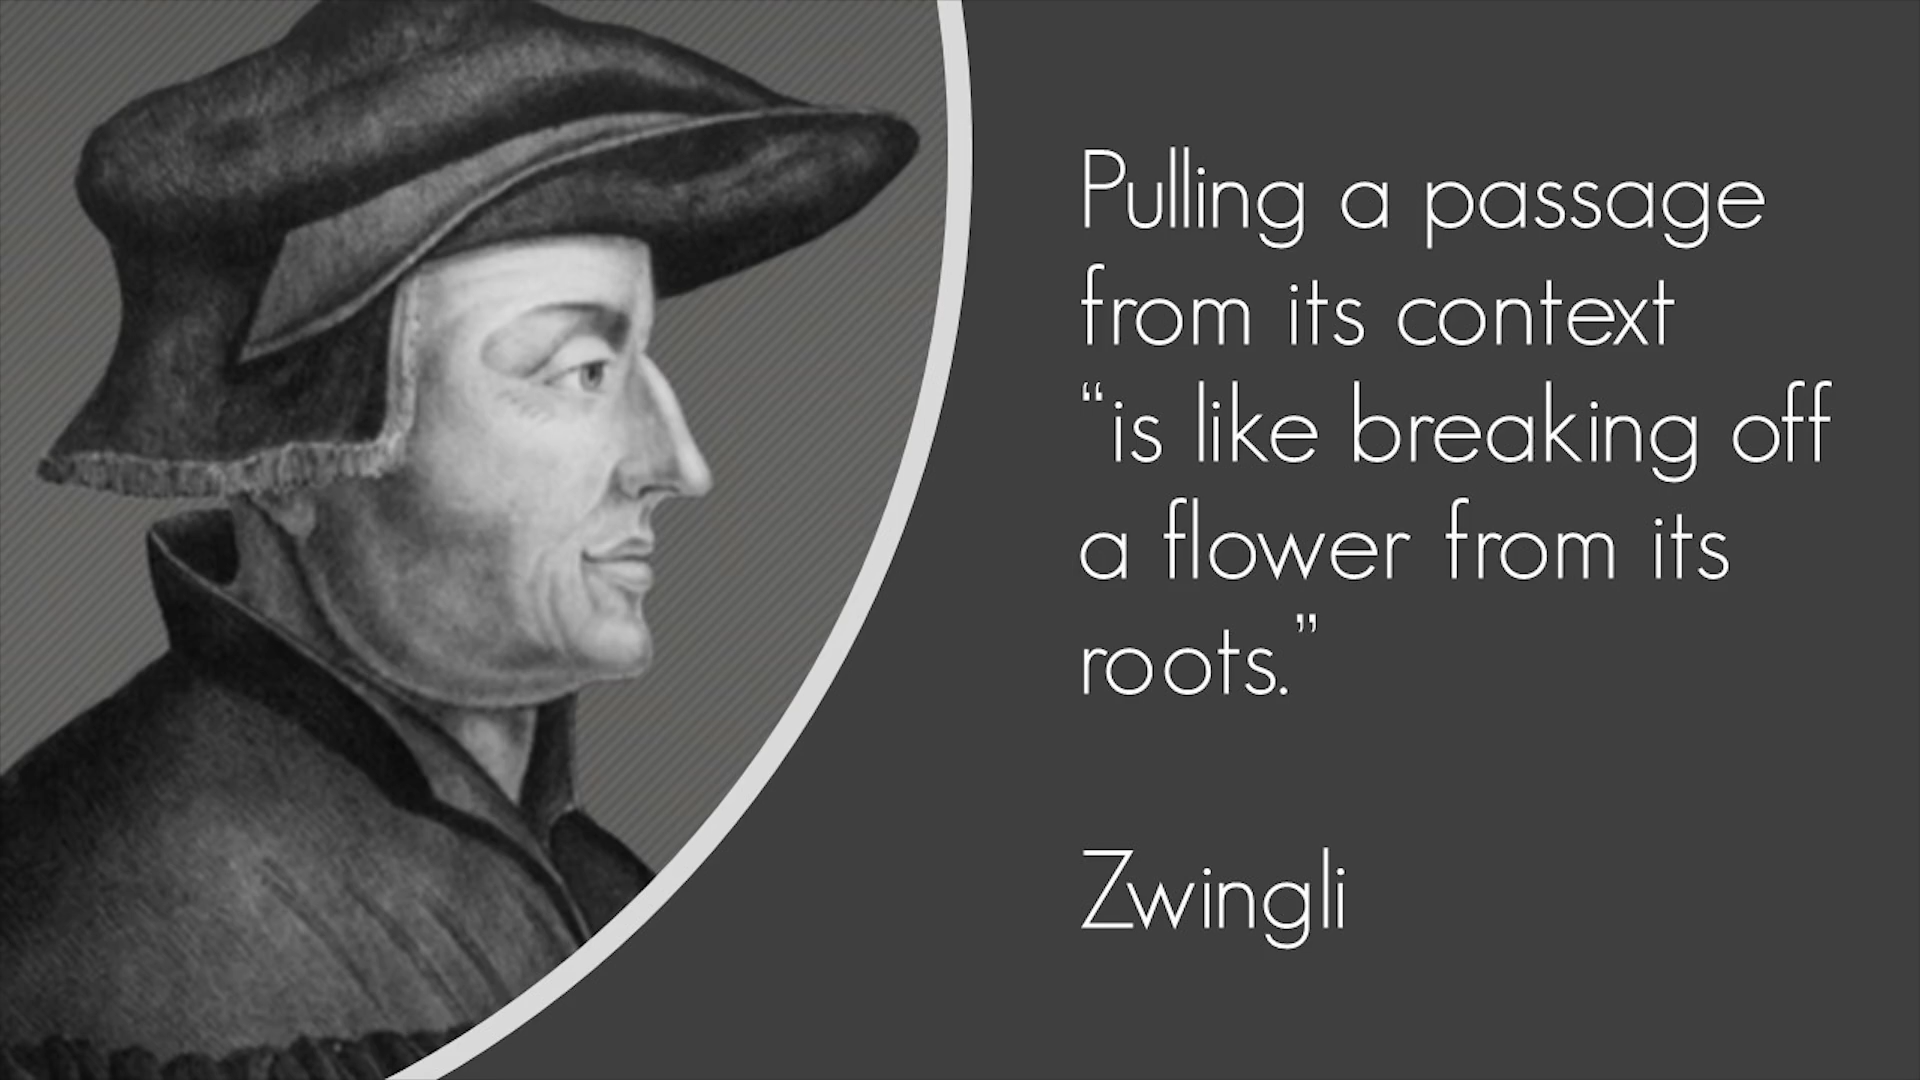 Pulling a passage
from its context
“is like breaking off
a flower from its
roots.”
Zwingli